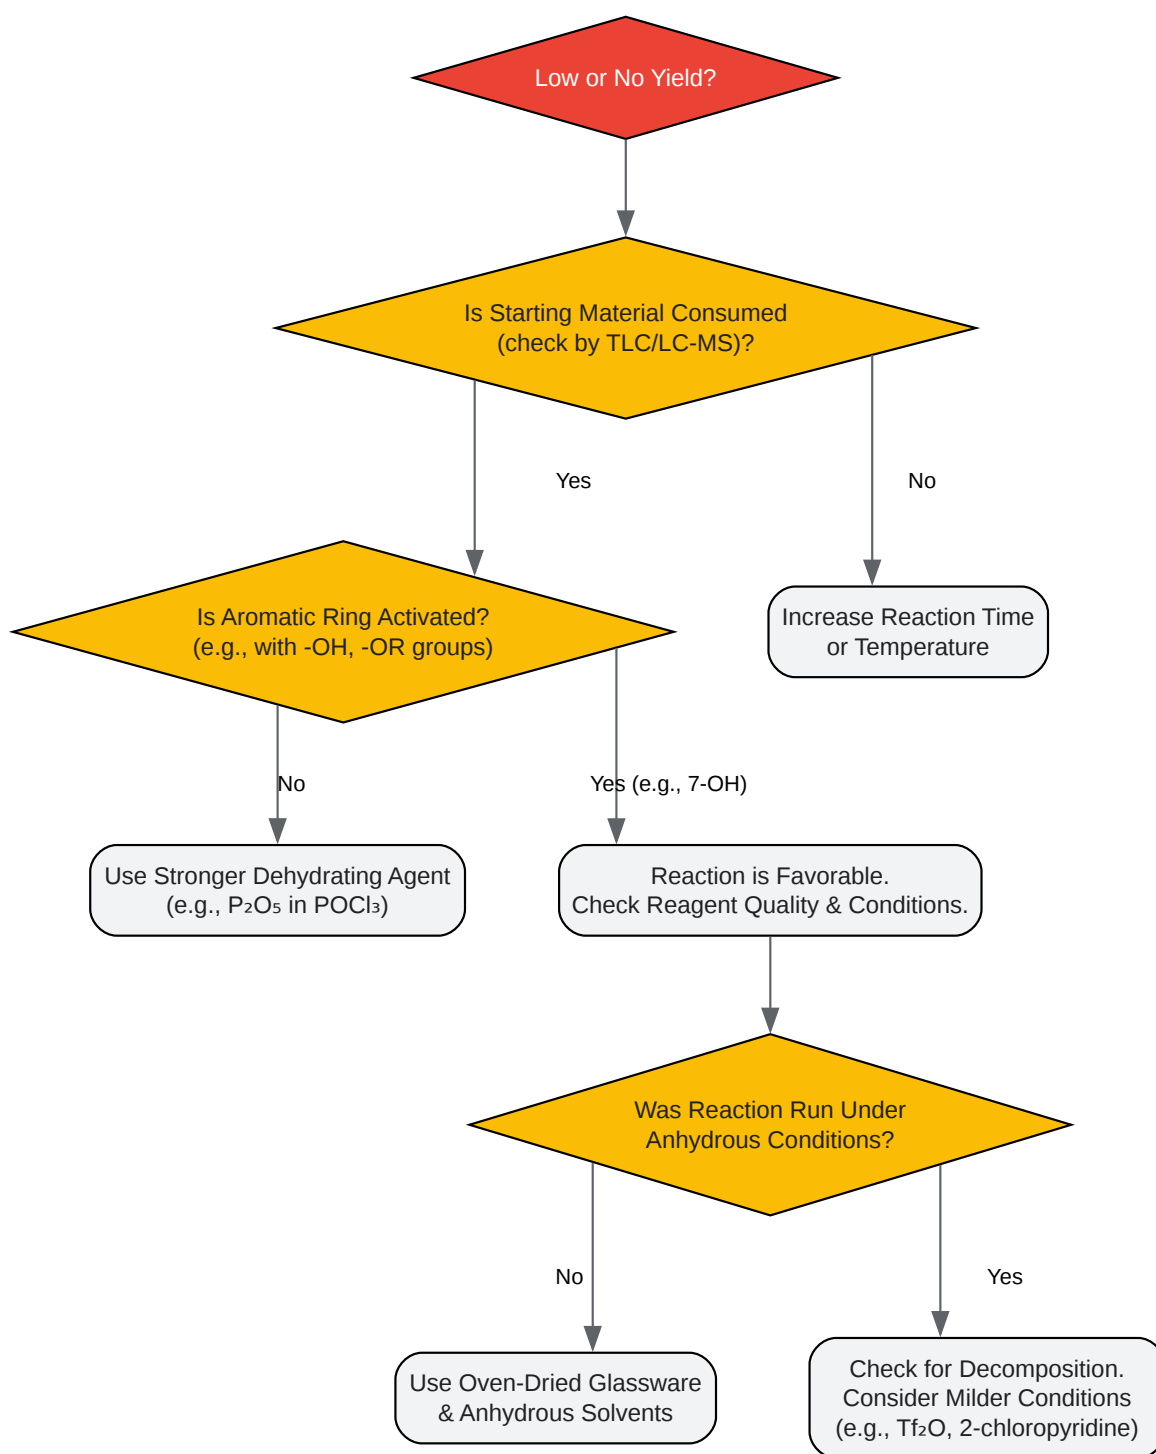 Low or No Yield?
Is Starting Material Consumed
(check by TLC/LC-MS)?
Yes
No
Is Aromatic Ring Activated?
(e.g., with -OH, -OR groups)
Increase Reaction Time
or Temperature
No
Yes (e.g., 7-OH)
Use Stronger Dehydrating Agent
(e.g., P₂O₅ in POCl₃)
Reaction is Favorable.
Check Reagent Quality & Conditions.
Was Reaction Run Under
Anhydrous Conditions?
No
Yes
Use Oven-Dried Glassware
& Anhydrous Solvents
Check for Decomposition.
Consider Milder Conditions
(e.g., Tf₂O, 2-chloropyridine)